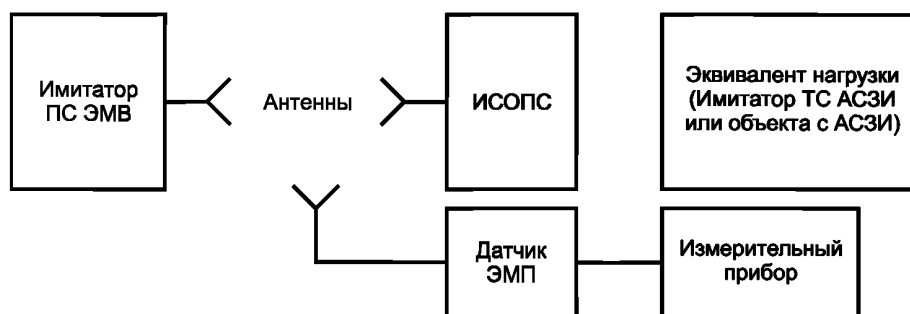 Имитатор
ПС ЭМВ
Антенны
ИСОПС
Эквивалент нагрузки
(Имитатор ТС АСЗИ
или объекта с АСЗИ)
Датчик
ЭМП
Измерительный
прибор